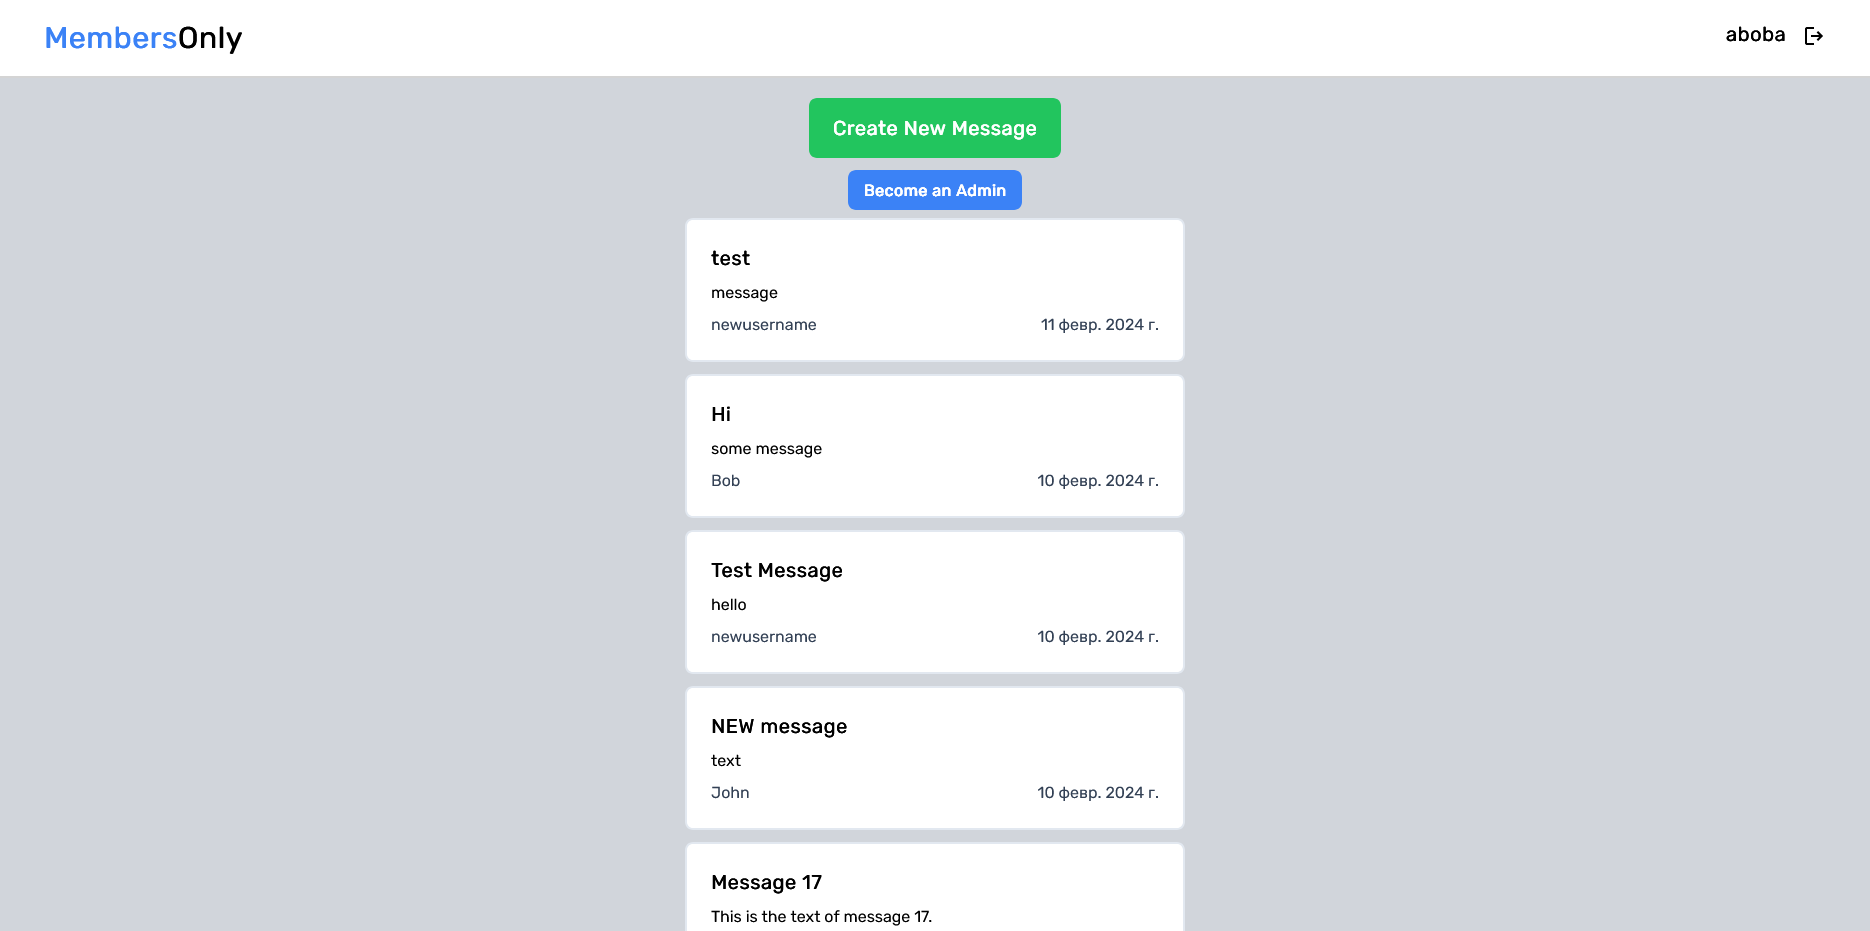 MembersOnly
aboba
Create New Message
Become an Admin
test
message
newusername 11 февр. 2024 г.
Hi
some message
Bob 10 февр. 2024 г.
Test Message
hello
newusername 10 февр. 2024 г.
NEW message
text
John 10 февр. 2024 г.
Message 17
This is the text of message 17.